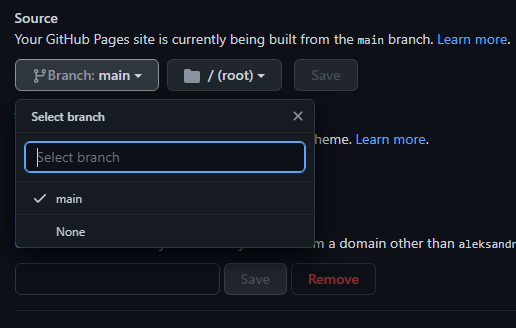 Source
Your GitHub Pages site is currently being built from the main branch. Learn more.
Branch: main
/ (root)
Save
Select branch
heme. Learn more.
Select branch
main
None
m a domain other than aleksandr
Save
Remove